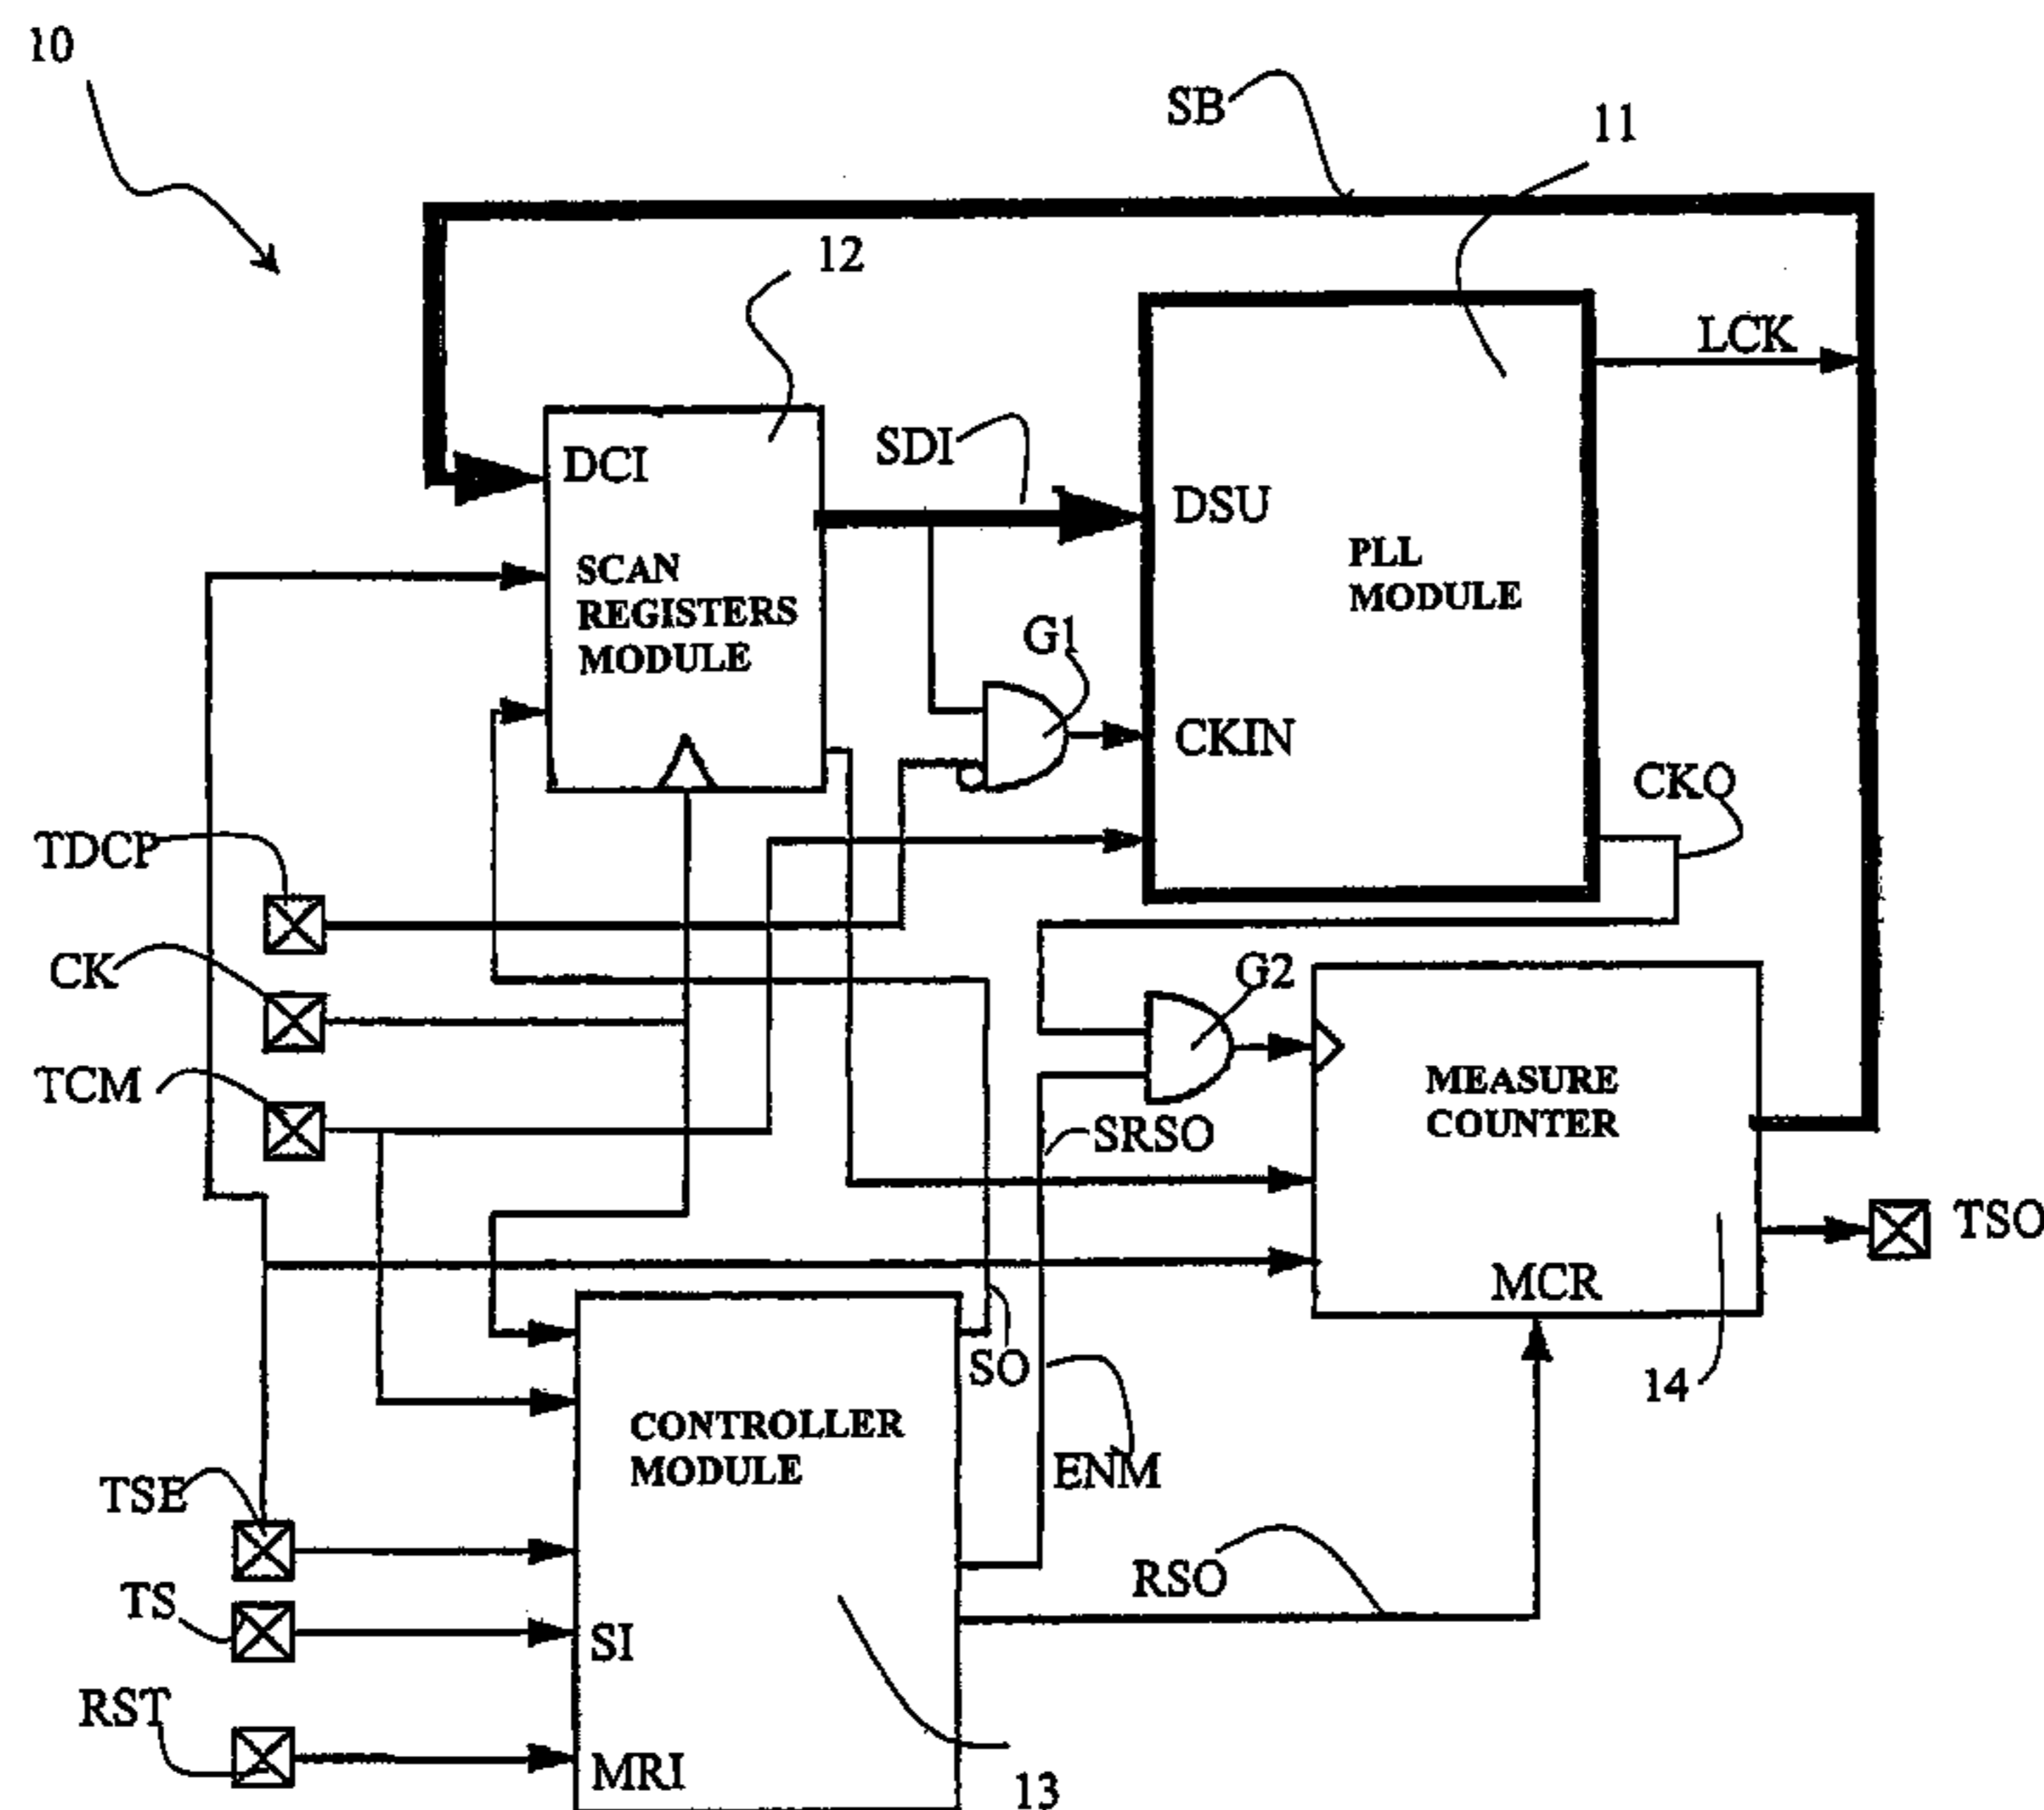 10
SB
11
12
LCK
DCI
SDI
DSU
SCAN
REGISTERS
MODULE
PLL
MODULE
G1
CKIN
CKO
TDCP
CK
G2
TCM
MEASURE
COUNTER
SRSO
TSO
MCR
SO
14
CONTROLLER
MODULE
ENM
TSE
RSO
TS
SI
RST
MRI
13